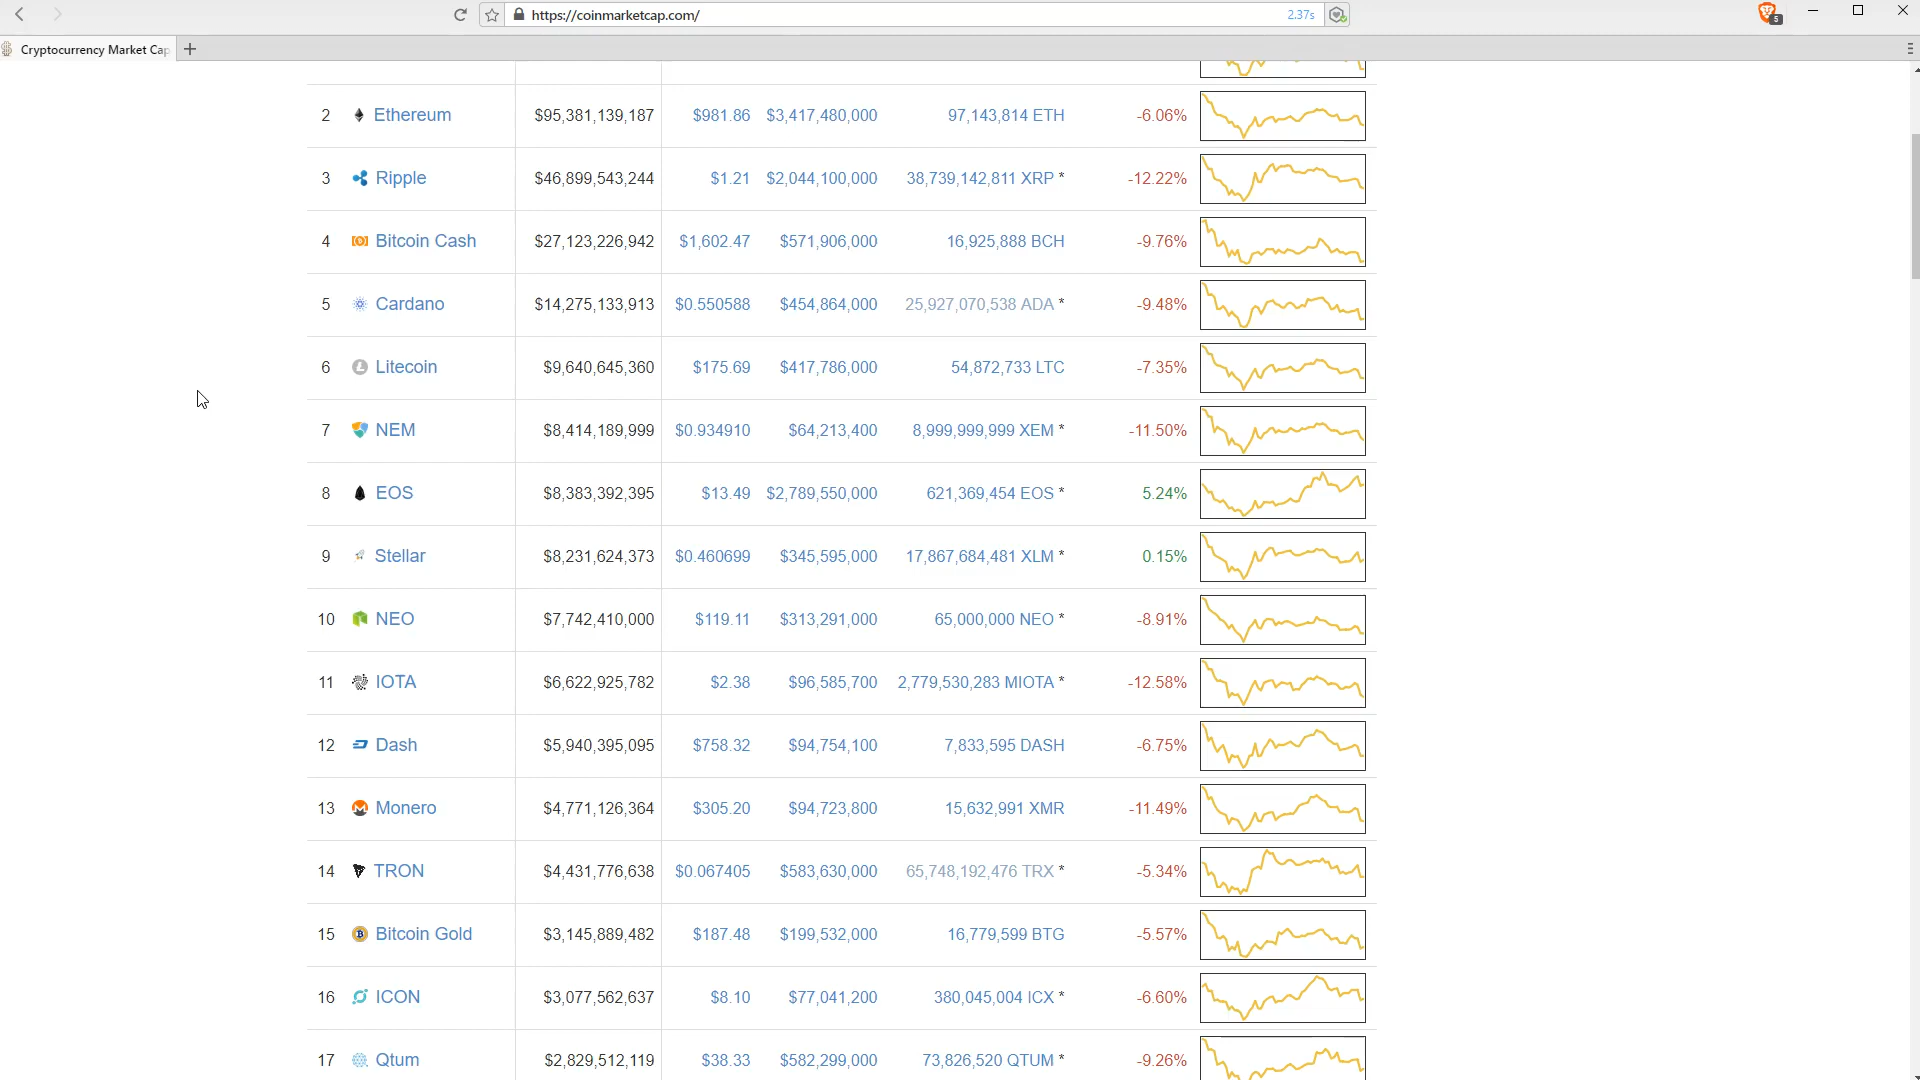 https://coinmarketcap.com/ 2.37s 5
Cryptocurrency Market Cap
2 Ethereum $95,381,139,187 $981.86 $3,417,480,000 97,143,814 ETH -6.06%
3 Ripple $46,899,543,244 $1.21 $2,044,100,000 38,739,142,811 XRP * -12.22%
4 Bitcoin Cash $27,123,226,942 $1,602.47 $571,906,000 16,925,888 BCH -9.76%
5 Cardano $14,275,133,913 $0.550588 $454,864,000 25,927,070,538 ADA * -9.48%
6 Litecoin $9,640,645,360 $175.69 $417,786,000 54,872,733 LTC -7.35%
7 NEM $8,414,189,999 $0.934910 $64,213,400 8,999,999,999 XEM * -11.50%
8 EOS $8,383,392,395 $13.49 $2,789,550,000 621,369,454 EOS * 5.24%
9 Stellar $8,231,624,373 $0.460699 $345,595,000 17,867,684,481 XLM * 0.15%
10 NEO $7,742,410,000 $119.11 $313,291,000 65,000,000 NEO * -8.91%
11 IOTA $6,622,925,782 $2.38 $96,585,700 2,779,530,283 MIOTA * -12.58%
12 Dash $5,940,395,095 $758.32 $94,754,100 7,833,595 DASH -6.75%
13 Monero $4,771,126,364 $305.20 $94,723,800 15,632,991 XMR -11.49%
14 TRON $4,431,776,638 $0.067405 $583,630,000 65,748,192,476 TRX * -5.34%
15 Bitcoin Gold $3,145,889,482 $187.48 $199,532,000 16,779,599 BTG -5.57%
16 ICON $3,077,562,637 $8.10 $77,041,200 380,045,004 ICX * -6.60%
17 Qtum $2,829,512,119 $38.33 $582,299,000 73,826,520 QTUM * -9.26%